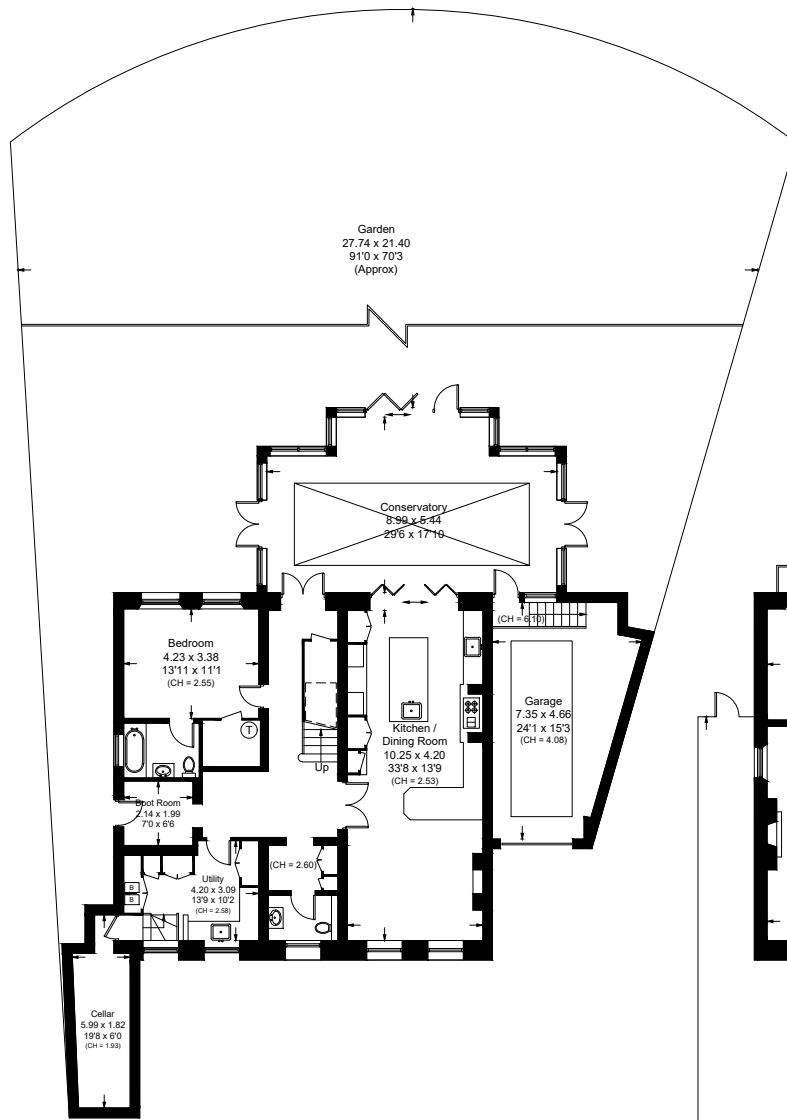 Garden
27.74 x 21.40
91'0 x 70'3
(Approx)
Conservatory
8.99 x 5.44
29'6 x 17'10
(CH = 6.10)
Bedroom
4.23 x 3.38
13'11 x 11'1
(CH = 2.55)
Garage
7.35 x 4.66
24'1 x 15'3
(CH = 4.08)
Kitchen /
Dining Room
10.25 x 4.20
33'8 x 13'9
(CH = 2.53)
T
Up
Boot Room
2.14 x 1.99
7'0 x 6'6
(CH = 2.60)
Utility
4.20 x 3.09
13'9 x 10'2
(CH = 2.58)
B
B
Cellar
5.99 x 1.82
19'8 x 6'0
(CH = 1.93)